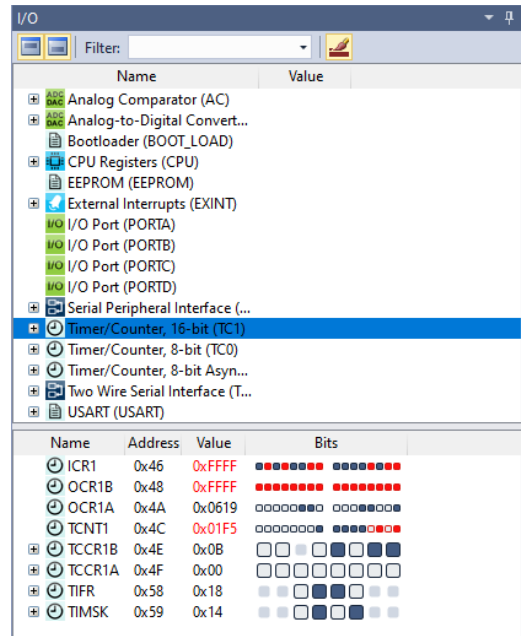 I/O
Filter:
Name Value
ADC DAC Analog Comparator (AC)
ADC DAC Analog-to-Digital Convert...
Bootloader (BOOT_LOAD)
CPU Registers (CPU)
EEPROM (EEPROM)
External Interrupts (EXINT)
I/O I/O Port (PORTA)
I/O I/O Port (PORTB)
I/O I/O Port (PORTC)
I/O I/O Port (PORTD)
Serial Peripheral Interface (...
Timer/Counter, 16-bit (TC1)
Timer/Counter, 8-bit (TC0)
Timer/Counter, 8-bit Asyn...
Two Wire Serial Interface (T...
USART (USART)
Name Address Value Bits
ICR1 0x46 0xFFFF
OCR1B 0x48 0xFFFF
OCR1A 0x4A 0x0619
TCNT1 0x4C 0x01F5
TCCR1B 0x4E 0x0B
TCCR1A 0x4F 0x00
TIFR 0x58 0x18
TIMSK 0x59 0x14